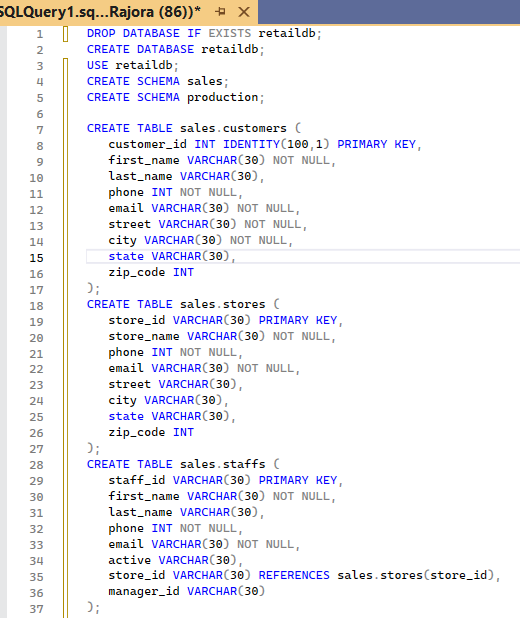 SQLQuery1.sq...Rajora (86))*
1 DROP DATABASE IF EXISTS retaildb;
2 CREATE DATABASE retaildb;
3 USE retaildb;
4 CREATE SCHEMA sales;
5 CREATE SCHEMA production;
6
7 CREATE TABLE sales.customers (
8 customer_id INT IDENTITY(100,1) PRIMARY KEY,
9 first_name VARCHAR(30) NOT NULL,
10 last_name VARCHAR(30),
11 phone INT NOT NULL,
12 email VARCHAR(30) NOT NULL,
13 street VARCHAR(30) NOT NULL,
14 city VARCHAR(30) NOT NULL,
15 state VARCHAR(30),
16 zip_code INT
17 );
18 CREATE TABLE sales.stores (
19 store_id VARCHAR(30) PRIMARY KEY,
20 store_name VARCHAR(30) NOT NULL,
21 phone INT NOT NULL,
22 email VARCHAR(30) NOT NULL,
23 street VARCHAR(30),
24 city VARCHAR(30),
25 state VARCHAR(30),
26 zip_code INT
27 );
28 CREATE TABLE sales.staffs (
29 staff_id VARCHAR(30) PRIMARY KEY,
30 first_name VARCHAR(30) NOT NULL,
31 last_name VARCHAR(30),
32 phone INT NOT NULL,
33 email VARCHAR(30) NOT NULL,
34 active VARCHAR(30),
35 store_id VARCHAR(30) REFERENCES sales.stores(store_id),
36 manager_id VARCHAR(30)
37 );